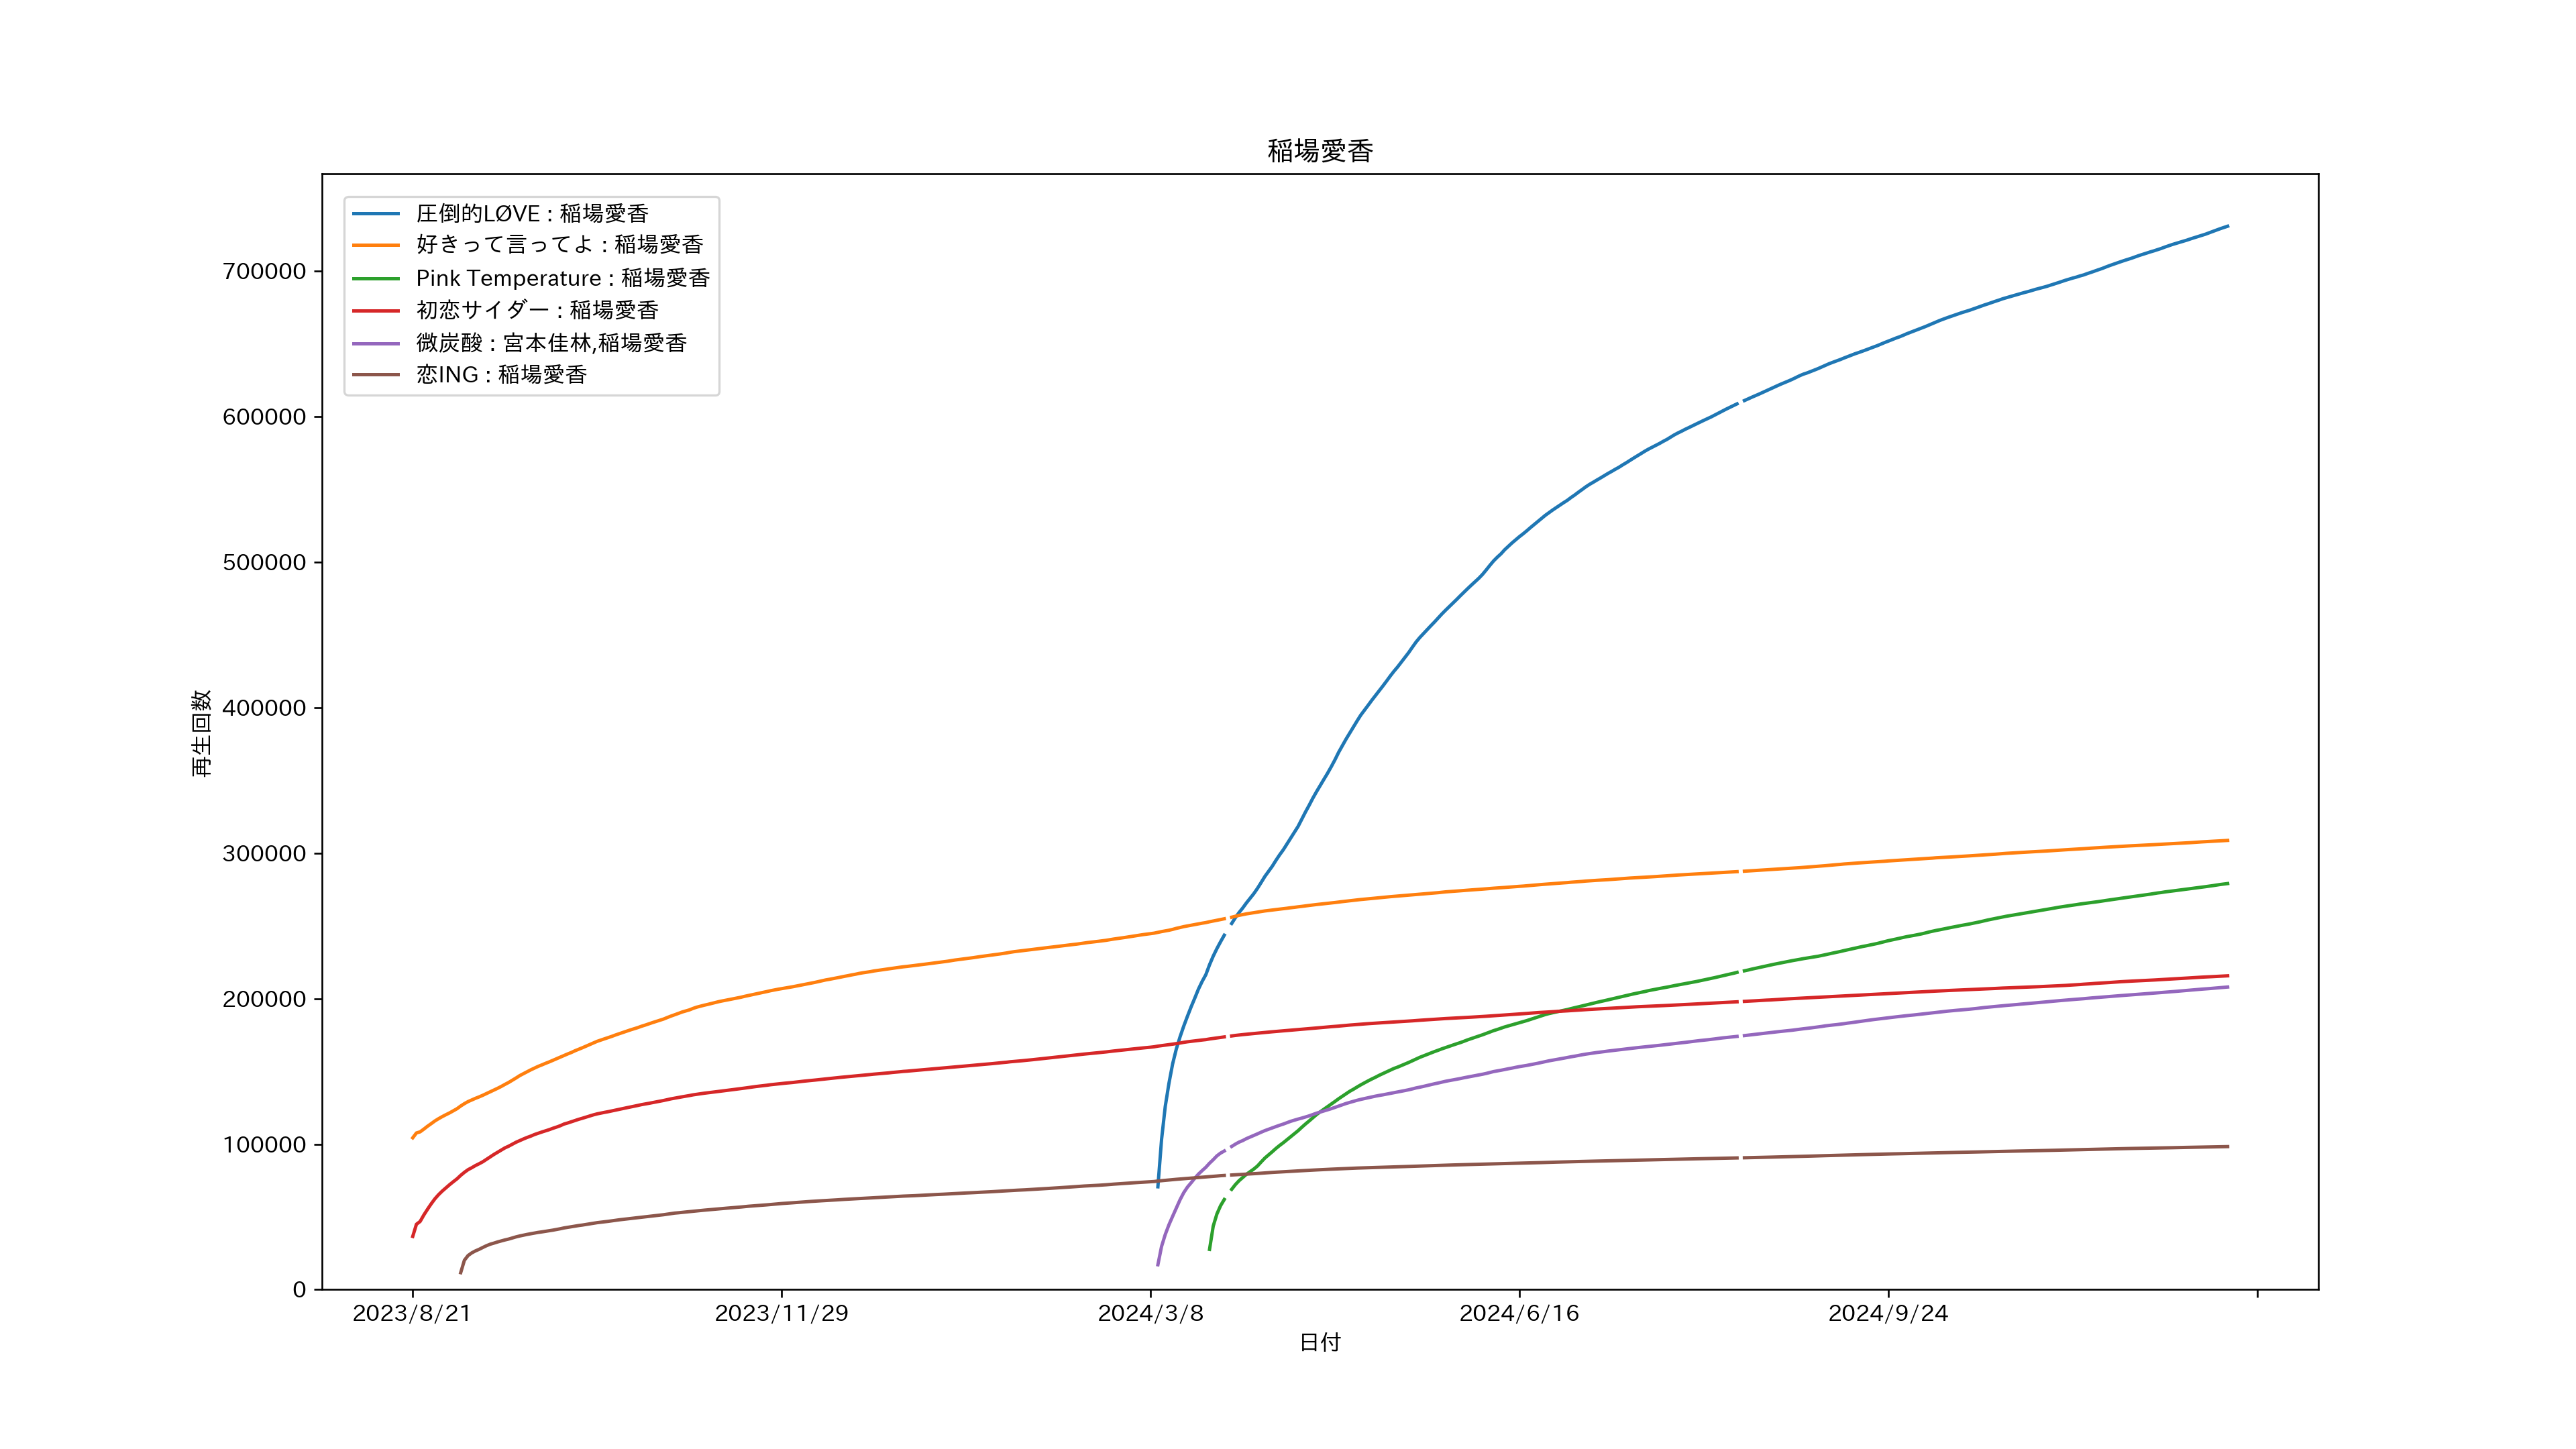 稲場愛香
圧倒的LØVE : 稲場愛香
好きって言ってよ : 稲場愛香
Pink Temperature : 稲場愛香
初恋サイダー : 稲場愛香
微炭酸 : 宮本佳林,稲場愛香
恋ING : 稲場愛香
再生回数
700000
600000
500000
400000
300000
200000
100000
0
2023/8/21
2023/11/29
2024/3/8
2024/6/16
2024/9/24
日付